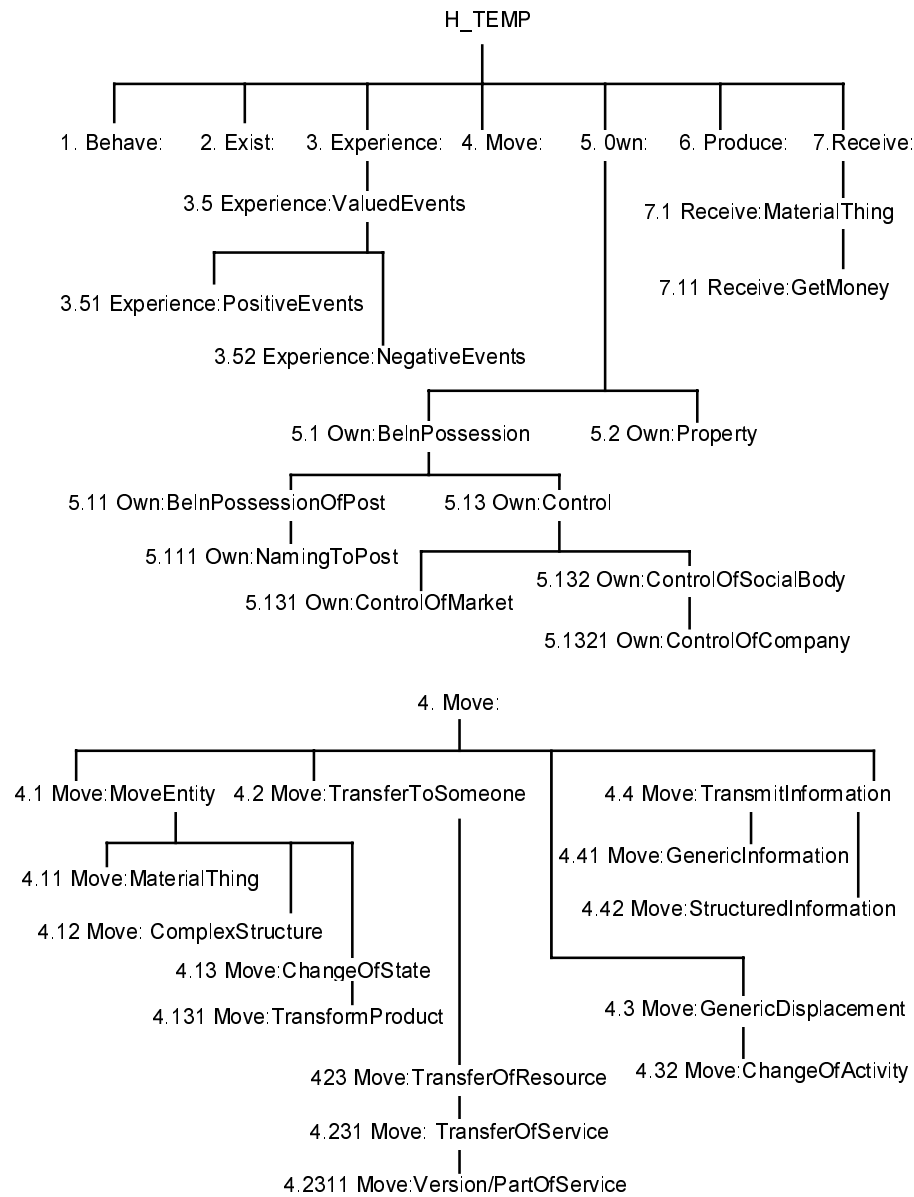 H_TEMP
1. Behave: 2. Exist: 3. Experience: 4. Move: 5. Own: 6. Produce: 7.Receive:
3.5 Experience:ValuedEvents
7.1 Receive:MaterialThing
7.11 Receive:GetMoney
3.51 Experience:PositiveEvents
3.52 Experience:NegativeEvents
5.1 Own:BeInPossession 5.2 Own:Property
5.11 Own:BeInPossessionOfPost 5.13 Own:Control
5.111 Own:NamingToPost
5.132 Own:ControlOfSocialBody
5.131 Own:ControlOfMarket
5.1321 Own:ControlOfCompany
4. Move:
4.1 Move:MoveEntity 4.2 Move:TransferToSomeone 4.4 Move:TransmitInformation
4.41 Move:GenericInformation
4.11 Move:MaterialThing
4.42 Move:StructuredInformation
4.12 Move: ComplexStructure
4.13 Move:ChangeOfState
4.3 Move:GenericDisplacement
4.131 Move:TransformProduct
4.32 Move:ChangeOfActivity
423 Move:TransferOfResource
4.231 Move: TransferOfService
4.2311 Move:Version/PartOfService